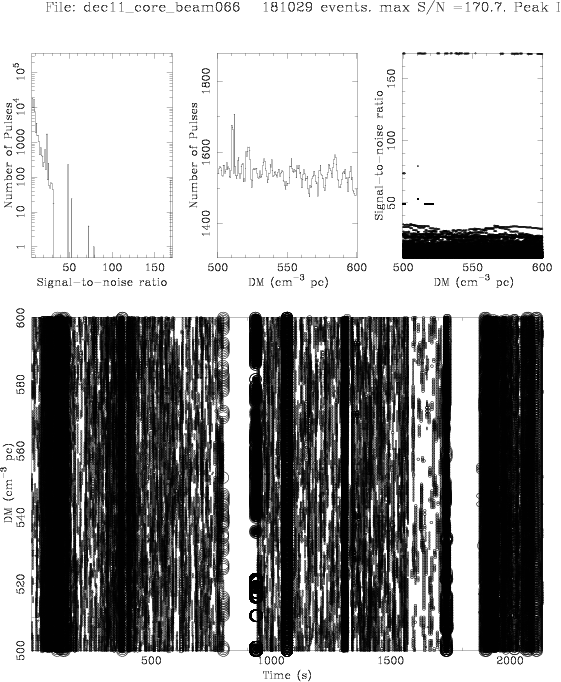 File: dec11_core_beam066 181029 events. max S/N =170.7. Peak I
Number of Pulses
10^5
10^4
1000
100
10
1
50 100 150
Signal-to-noise ratio
Number of Pulses
1800
1600
1400
500 550 600
DM (cm^-3 pc)
Signal-to-noise ratio
150
100
50
500 550 600
DM (cm^-3 pc)
DM (cm^-3 pc)
600
580
560
540
520
500
500 1000 1500 2000
Time (s)